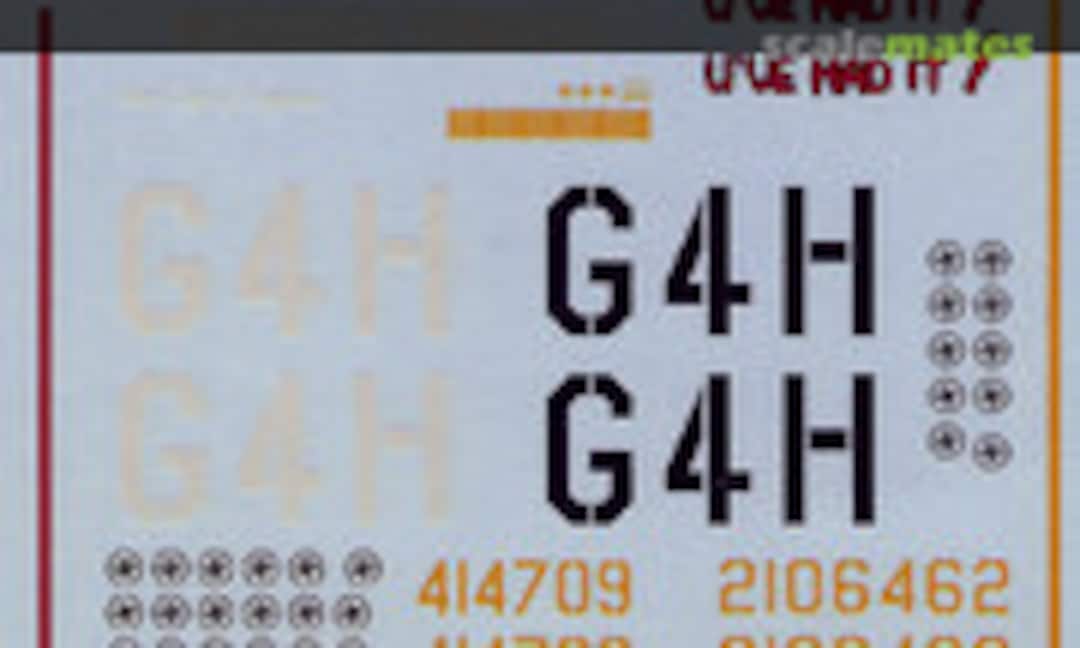 U'VE HAD IT !
scalemates
U'VE HAD IT !
G4H G4H
G4H G4H
414709 2106462